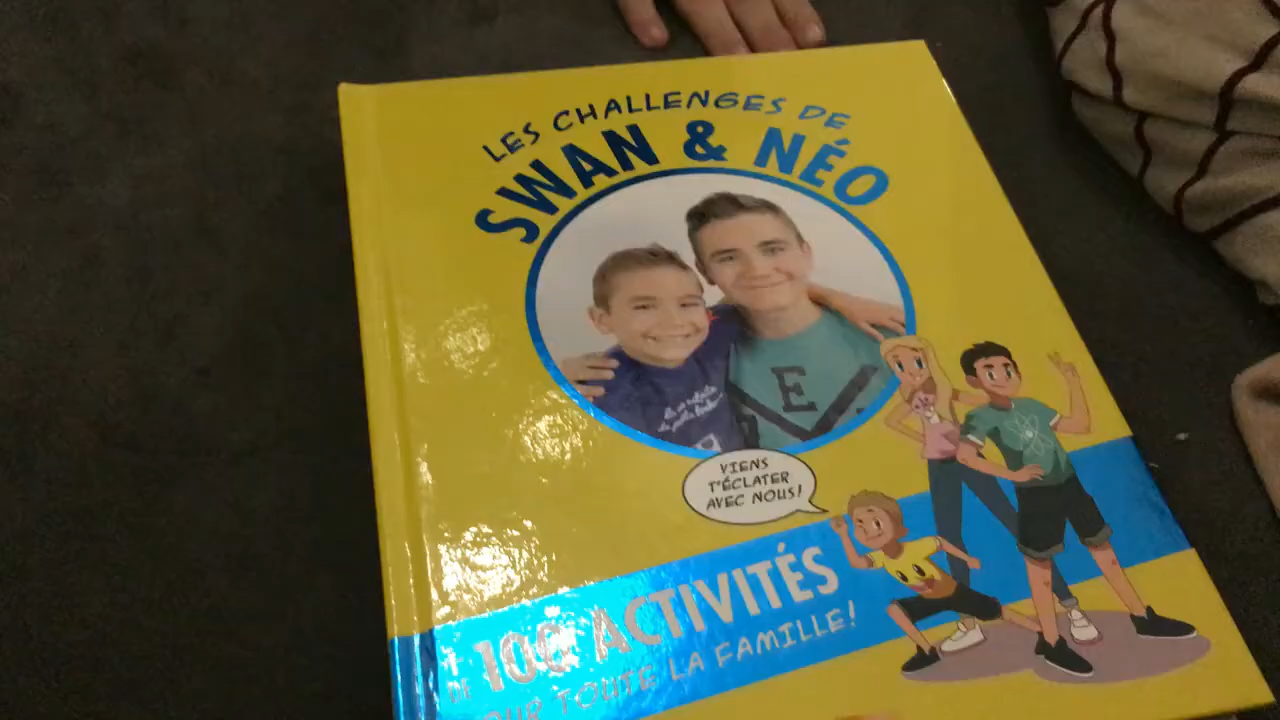 LES CHALLENGES DE
SWAN & NÉO
E
VIENS
T'ÉCLATER
AVEC NOUS!
+ DE 100 ACTIVITÉS
POUR TOUTE LA FAMILLE!